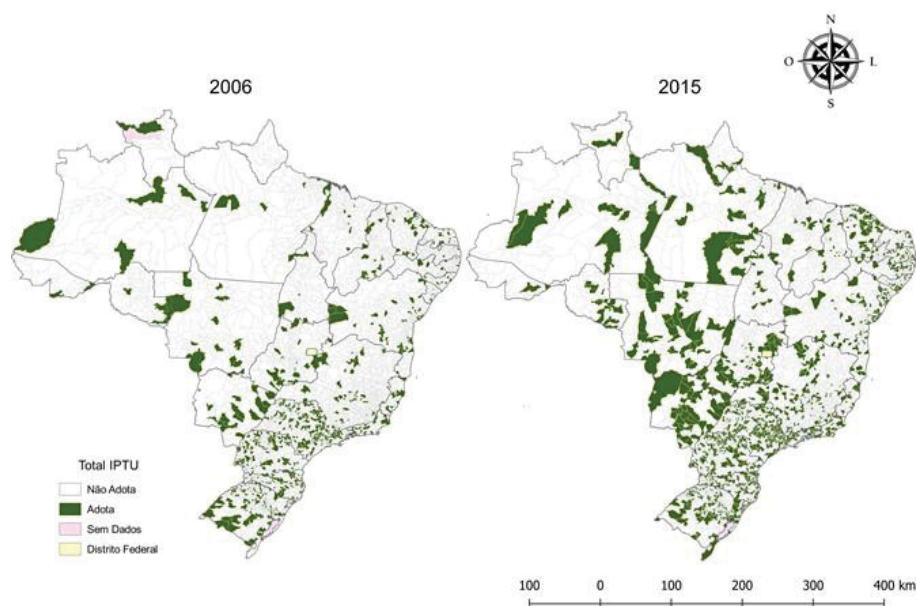 N
O L
S
2006 2015
Total IPTU
Não Adota
Adota
Sem Dados
Distrito Federal
100 0 100 200 300 400 km